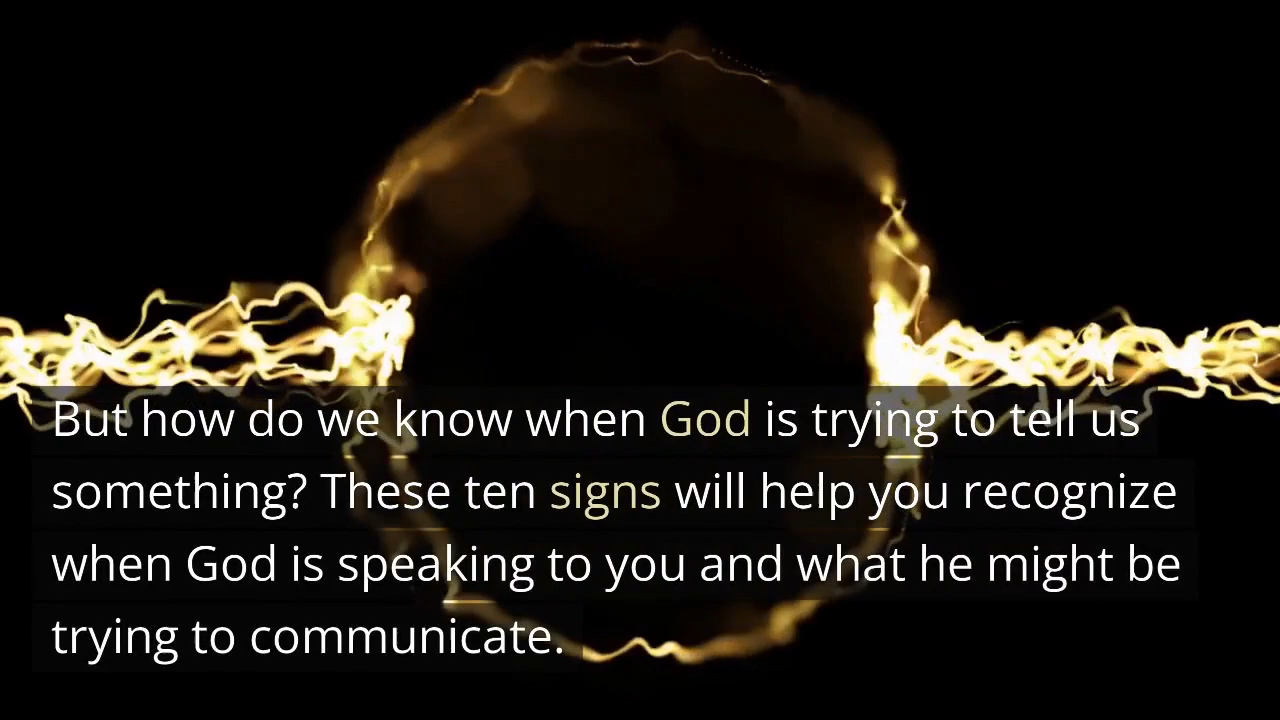 But how do we know when God is trying to tell us
something? These ten signs will help you recognize
when God is speaking to you and what he might be
trying to communicate.